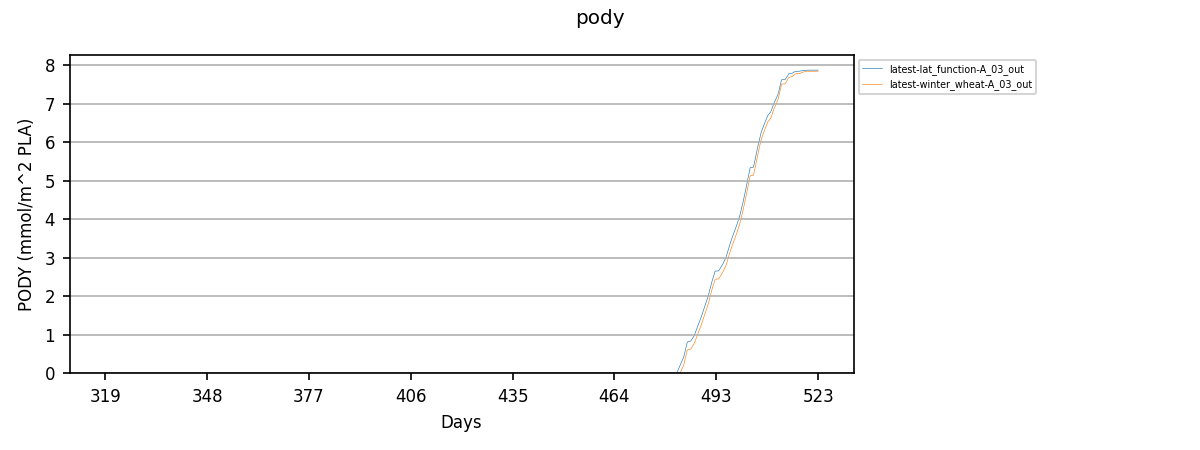 pody
8
7
6
5
4
3
2
1
0
PODY (mmol/m^2 PLA)
319 348 377 406 435 464 493 523
Days
latest-lat_function-A_03_out
latest-winter_wheat-A_03_out